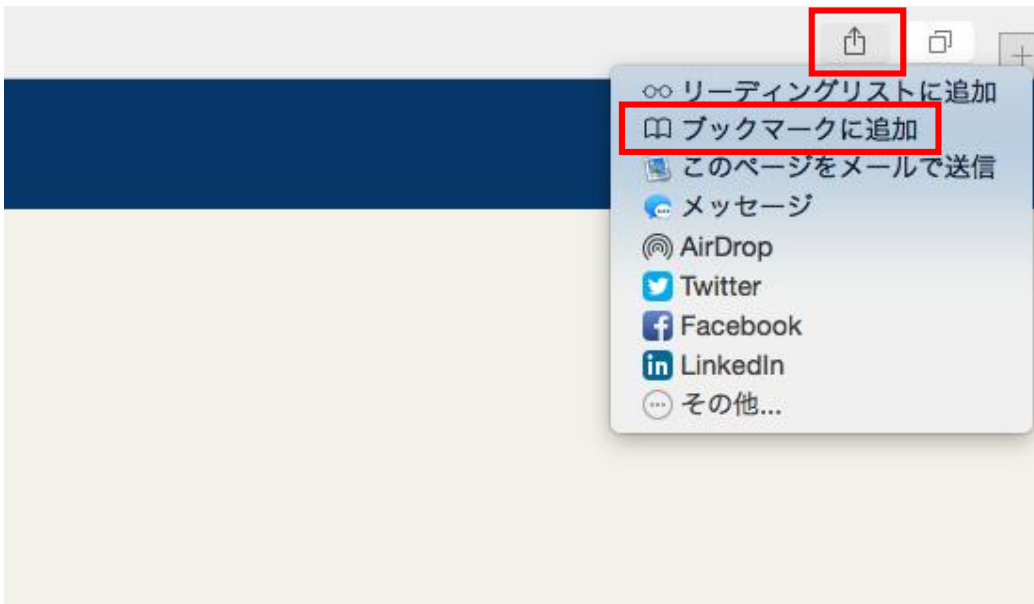 リーディングリストに追加
ブックマークに追加
このページをメールで送信
メッセージ
AirDrop
Twitter
Facebook
LinkedIn
その他...